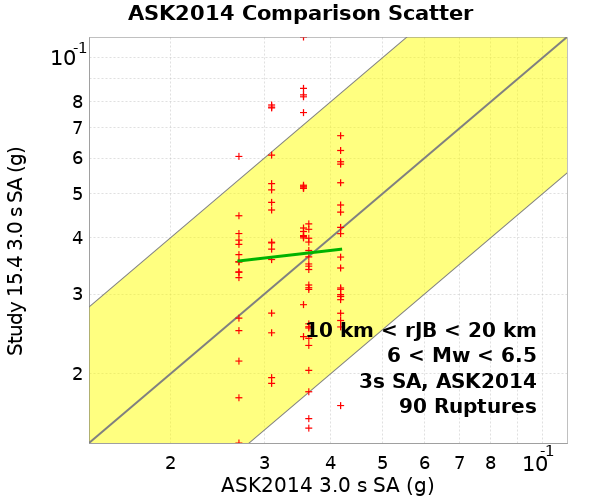 ASK2014 Comparison Scatter
Study 15.4 3.0 s SA (g)
10-1
8
7
6
5
4
3
2
10 km < rJB < 20 km
6 < Mw < 6.5
3s SA, ASK2014
90 Ruptures
2 3 4 5 6 7 8 10-1
ASK2014 3.0 s SA (g)